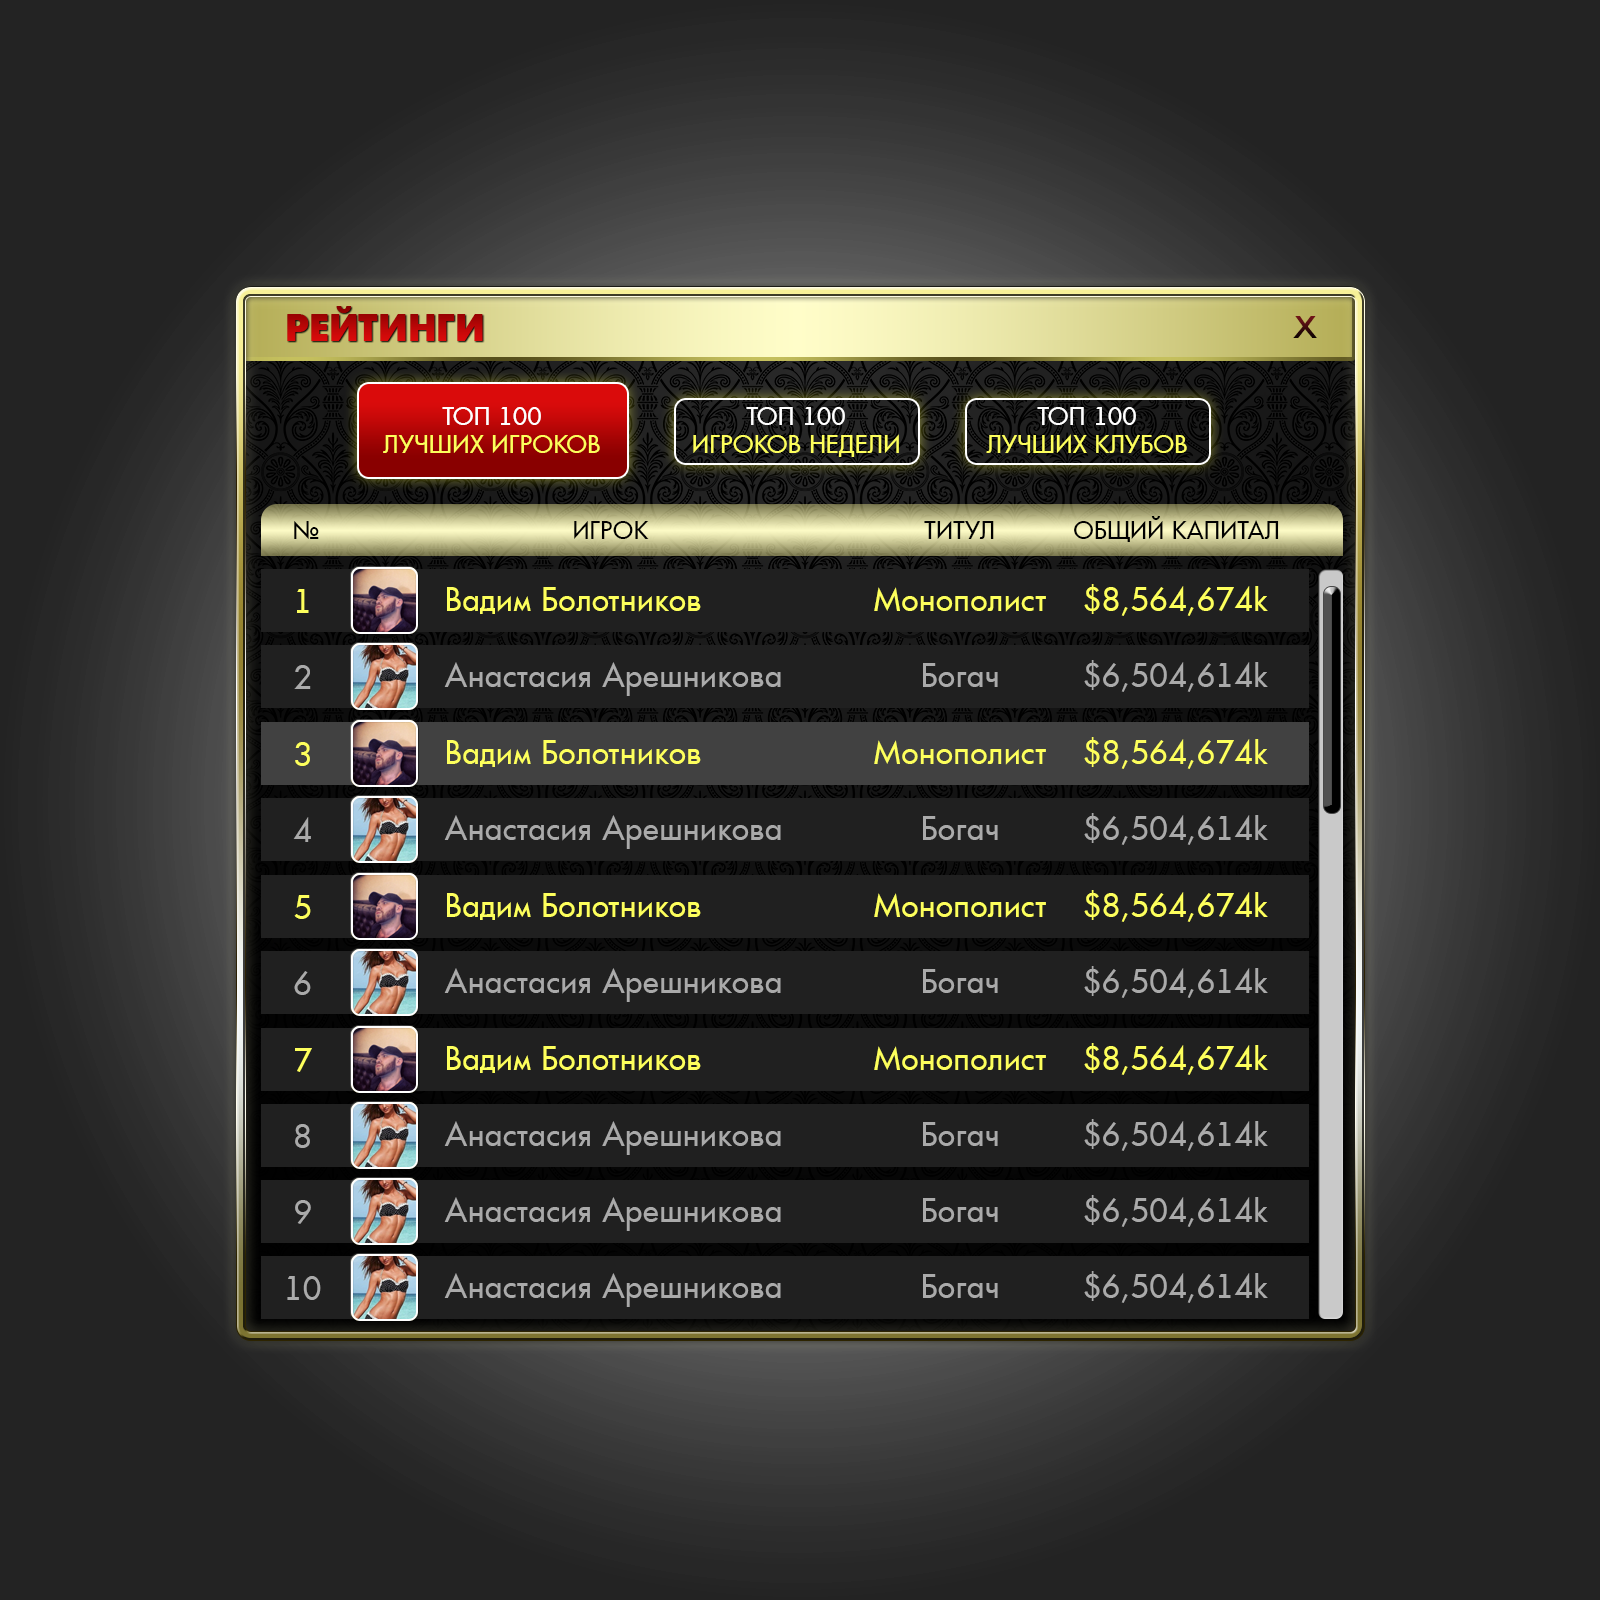 РЕЙТИНГИ X
ТОП 100
ЛУЧШИХ ИГРОКОВ
ТОП 100
ИГРОКОВ НЕДЕЛИ
ТОП 100
ЛУЧШИХ КЛУБОВ
№ ИГРОК ТИТУЛ ОБЩИЙ КАПИТАЛ
1 Вадим Болотников Монополист $8,564,674k
2 Анастасия Арешникова Богач $6,504,614k
3 Вадим Болотников Монополист $8,564,674k
4 Анастасия Арешникова Богач $6,504,614k
5 Вадим Болотников Монополист $8,564,674k
6 Анастасия Арешникова Богач $6,504,614k
7 Вадим Болотников Монополист $8,564,674k
8 Анастасия Арешникова Богач $6,504,614k
9 Анастасия Арешникова Богач $6,504,614k
10 Анастасия Арешникова Богач $6,504,614k